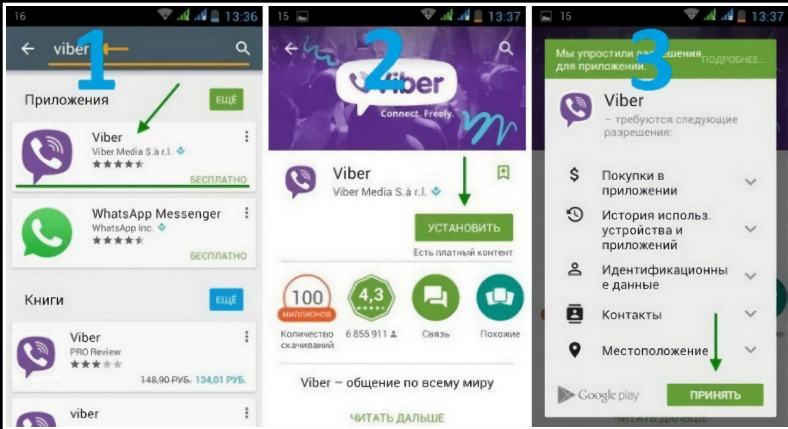 16
13:36
1
viber
Приложения
ЕЩЁ
Viber
Viber Media S.à r.l.
БЕСПЛАТНО
WhatsApp Messenger
WhatsApp Inc.
БЕСПЛАТНО
Книги
ЕЩЁ
Viber
PRO Review
148,90 РУБ. 134,01 РУБ.
viber
15
13:37
2
Viber
Connect. Freely.
Viber
Viber Media S.à r.l.
УСТАНОВИТЬ
Есть платный контент
100
МИЛЛИОНОВ
4,3
Количество
скачиваний
6 855 911
Связь
Похожие
Viber – общение по всему миру
ЧИТАТЬ ДАЛЬШЕ
15
13:37
3
Мы упростили разрешения
для приложений.
ПОДРОБНЕЕ...
Viber
– требуются следующие
разрешения:
$
Покупки в
приложении
История использ.
устройства и
приложений
Идентификационны
е данные
Контакты
Местоположение
Google play
ПРИНЯТЬ
ЧИТАТЬ ДАЛЬШЕ